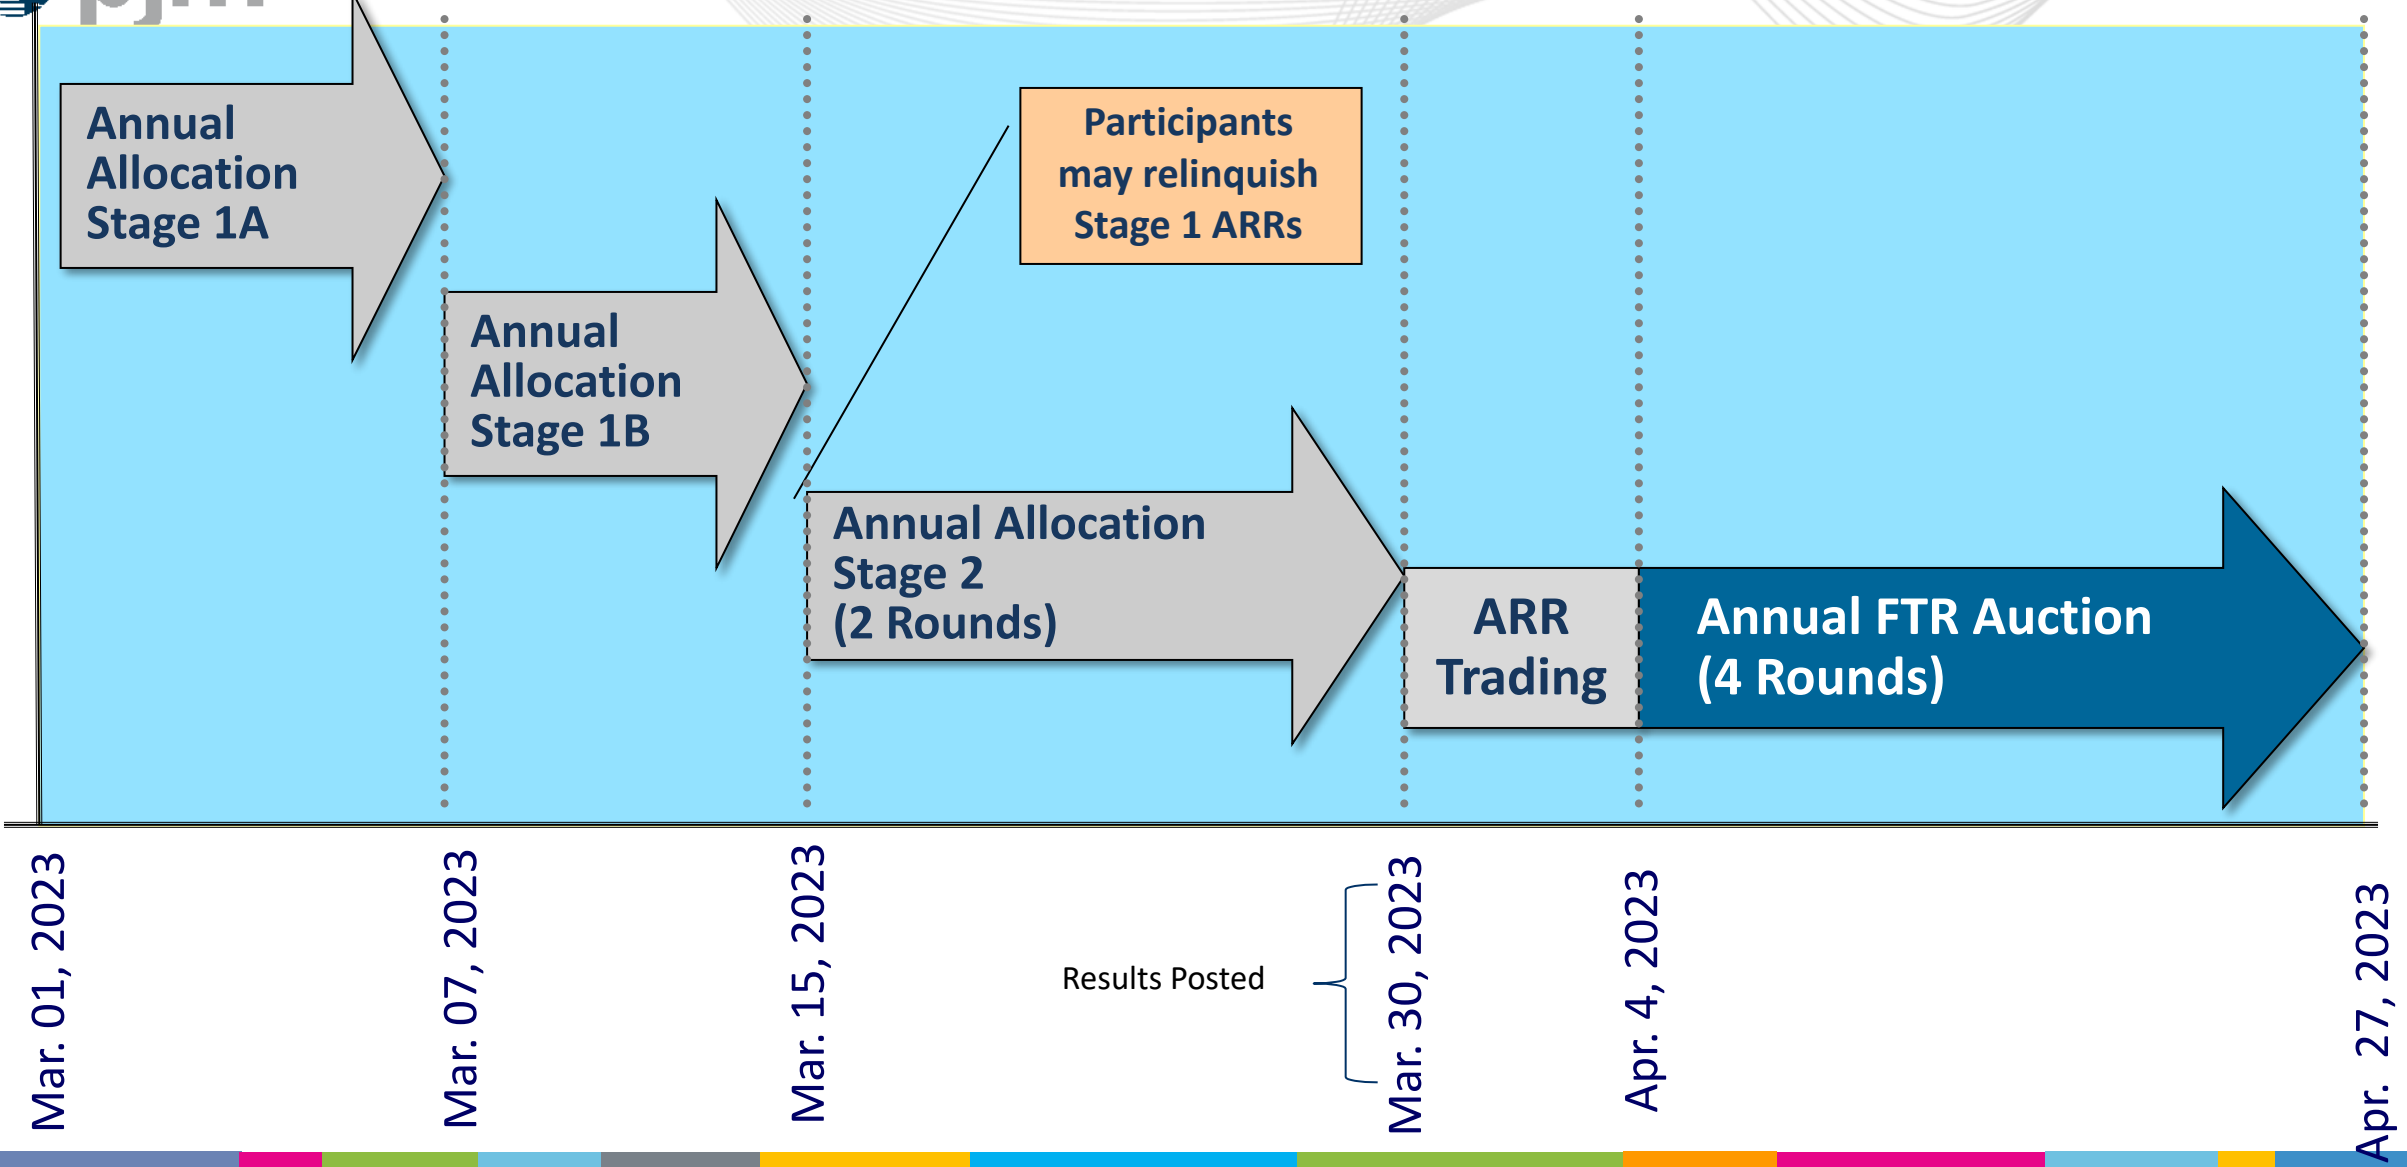 pjm
Annual
Allocation
Stage 1A
Participants
may relinquish
Stage 1 ARRs
Annual
Allocation
Stage 1B
Annual Allocation
Stage 2
(2 Rounds)
ARR
Trading
Annual FTR Auction
(4 Rounds)
Mar. 01, 2023
Mar. 07, 2023
Mar. 15, 2023
Results Posted
Mar. 30, 2023
Apr. 4, 2023
Apr. 27, 2023